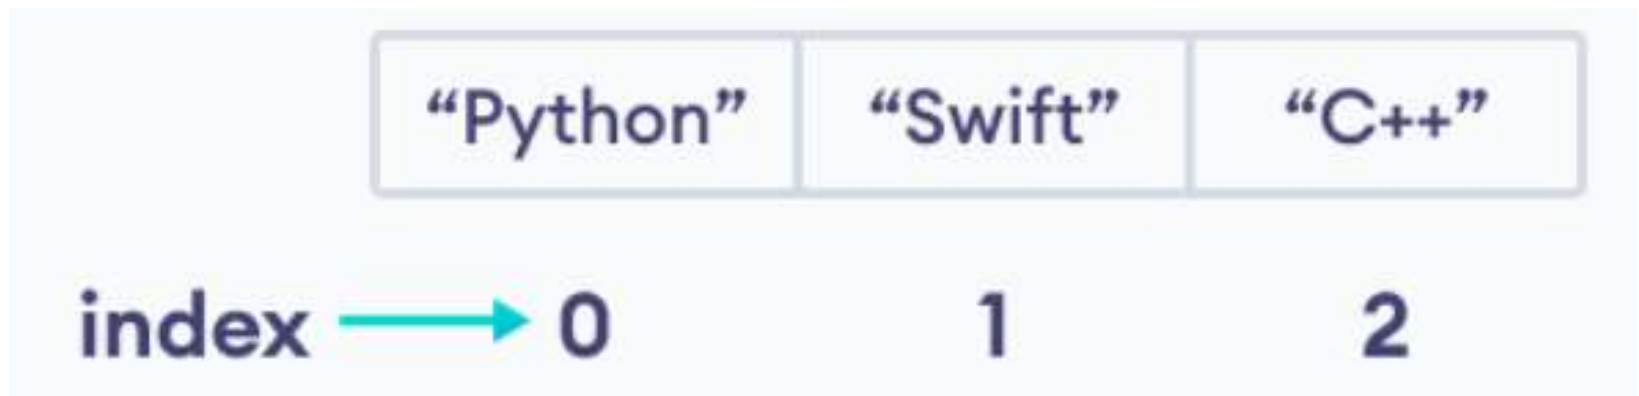 “Python” “Swift” “C++”
index 0 1 2